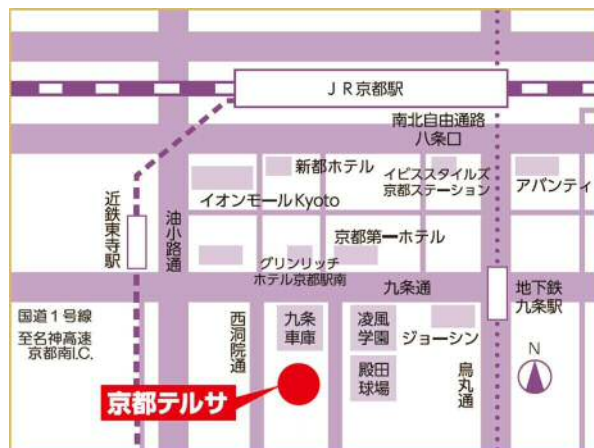 JR京都駅
南北自由通路
八条口
新都ホテル
イビススタイルズ
京都ステーション
アバンティ
イオンモールKyoto
近鉄東寺駅
油小路通
京都第一ホテル
グリンリッチ
ホテル京都駅南
九条通
地下鉄
九条駅
国道1号線
至名神高速
京都南I.C.
西洞院通
九条
車庫
凌風
学園
ジョーシン
殿田
球場
烏丸通
N
京都テルサ